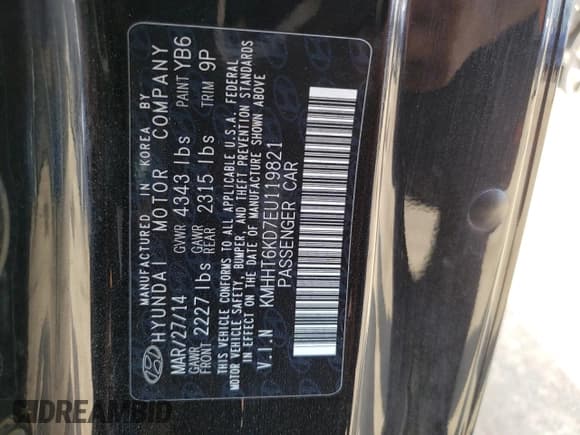 MANUFACTURED IN KOREA BY
HYUNDAI MOTOR COMPANY
MAR/27/14 GVWR 4343 lbs PAINT YB6
GAWR FRONT 2227 lbs GAWR REAR 2315 lbs TRIM 9P
THIS VEHICLE CONFORMS TO ALL APPLICABLE U.S.A. FEDERAL
MOTOR VEHICLE SAFETY, BUMPER, AND THEFT PREVENTION STANDARDS
IN EFFECT ON THE DATE OF MANUFACTURE SHOWN ABOVE
V.I.N KMHHT6KD7EU119821
PASSENGER CAR
DREAMBID